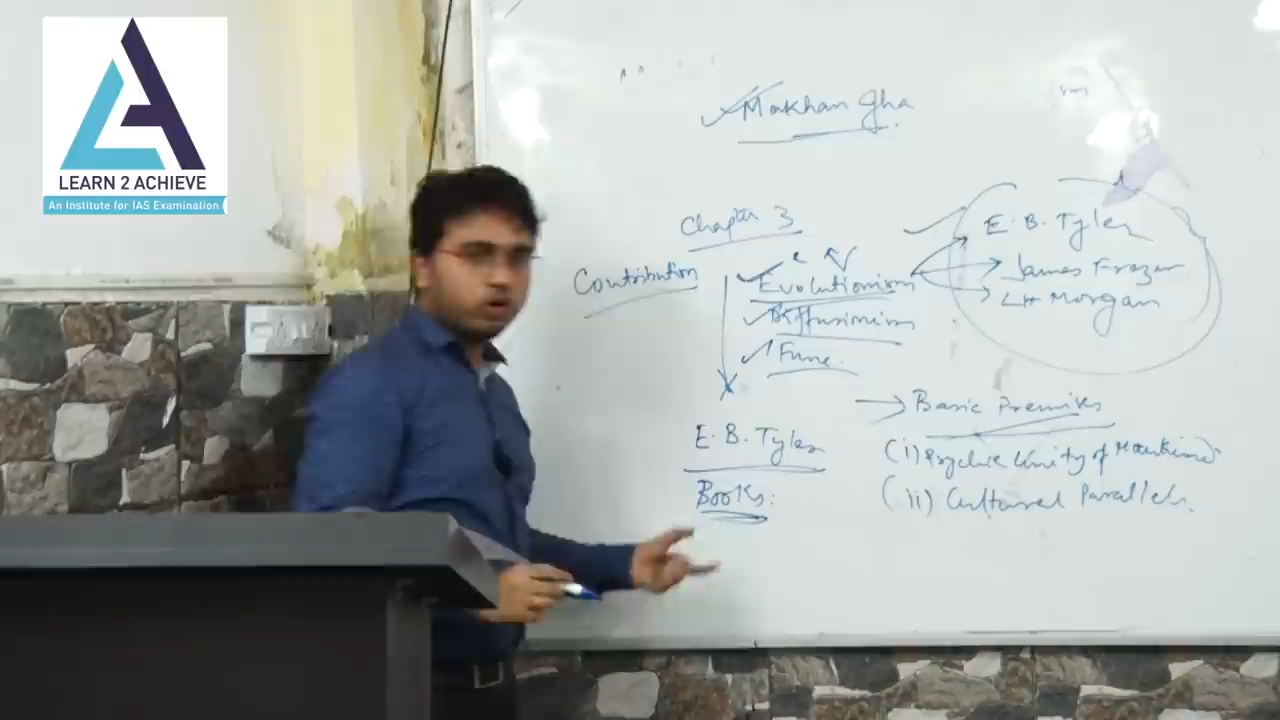 LEARN 2 ACHIEVE
An Institute for IAS Examination
Makhan Jha
Chapter 3
Contribution
Evolutionism
Diffusionism
Func.
E. B. Tyler
James Frazer
LH Morgan
E. B. Tyler
Books:
Basic Premises
(i) Psychic Unity of Mankind
(ii) Cultural Parallels